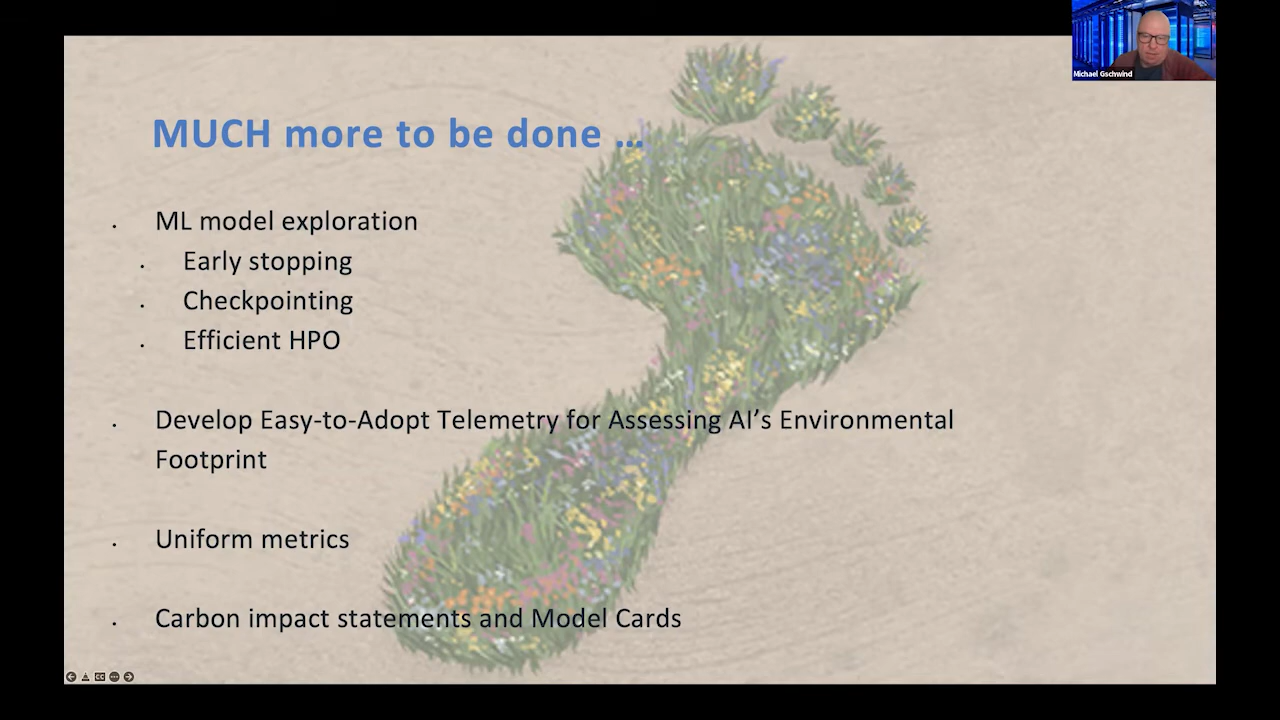 Michael Gschwind
MUCH more to be done …
ML model exploration
Early stopping
Checkpointing
Efficient HPO
Develop Easy-to-Adopt Telemetry for Assessing AI’s Environmental
Footprint
Uniform metrics
Carbon impact statements and Model Cards